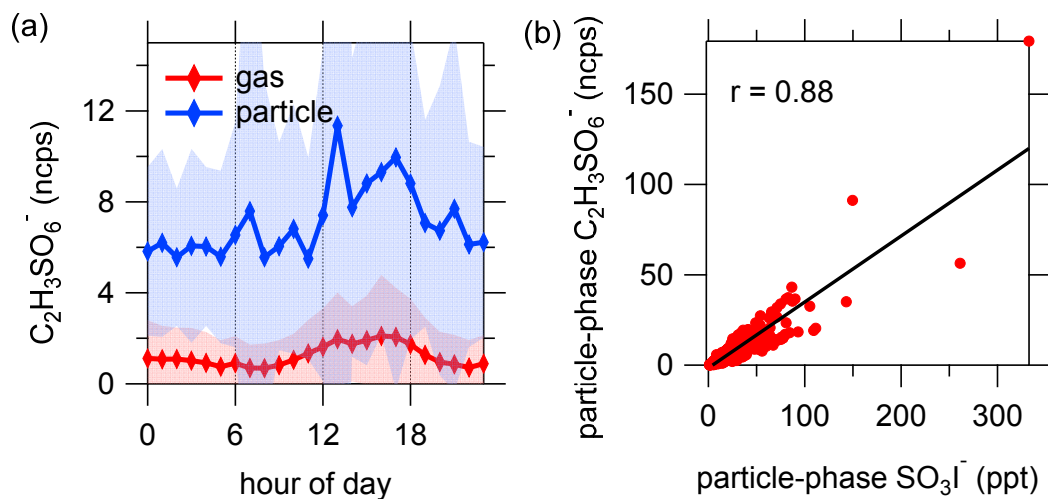 (a)
gas
particle
C₂H₃SO₆⁻ (ncps)
12
8
4
0
0 6 12 18
hour of day
(b)
r = 0.88
particle-phase C₂H₃SO₆⁻ (ncps)
150
100
50
0
0 100 200 300
particle-phase SO₃I⁻ (ppt)